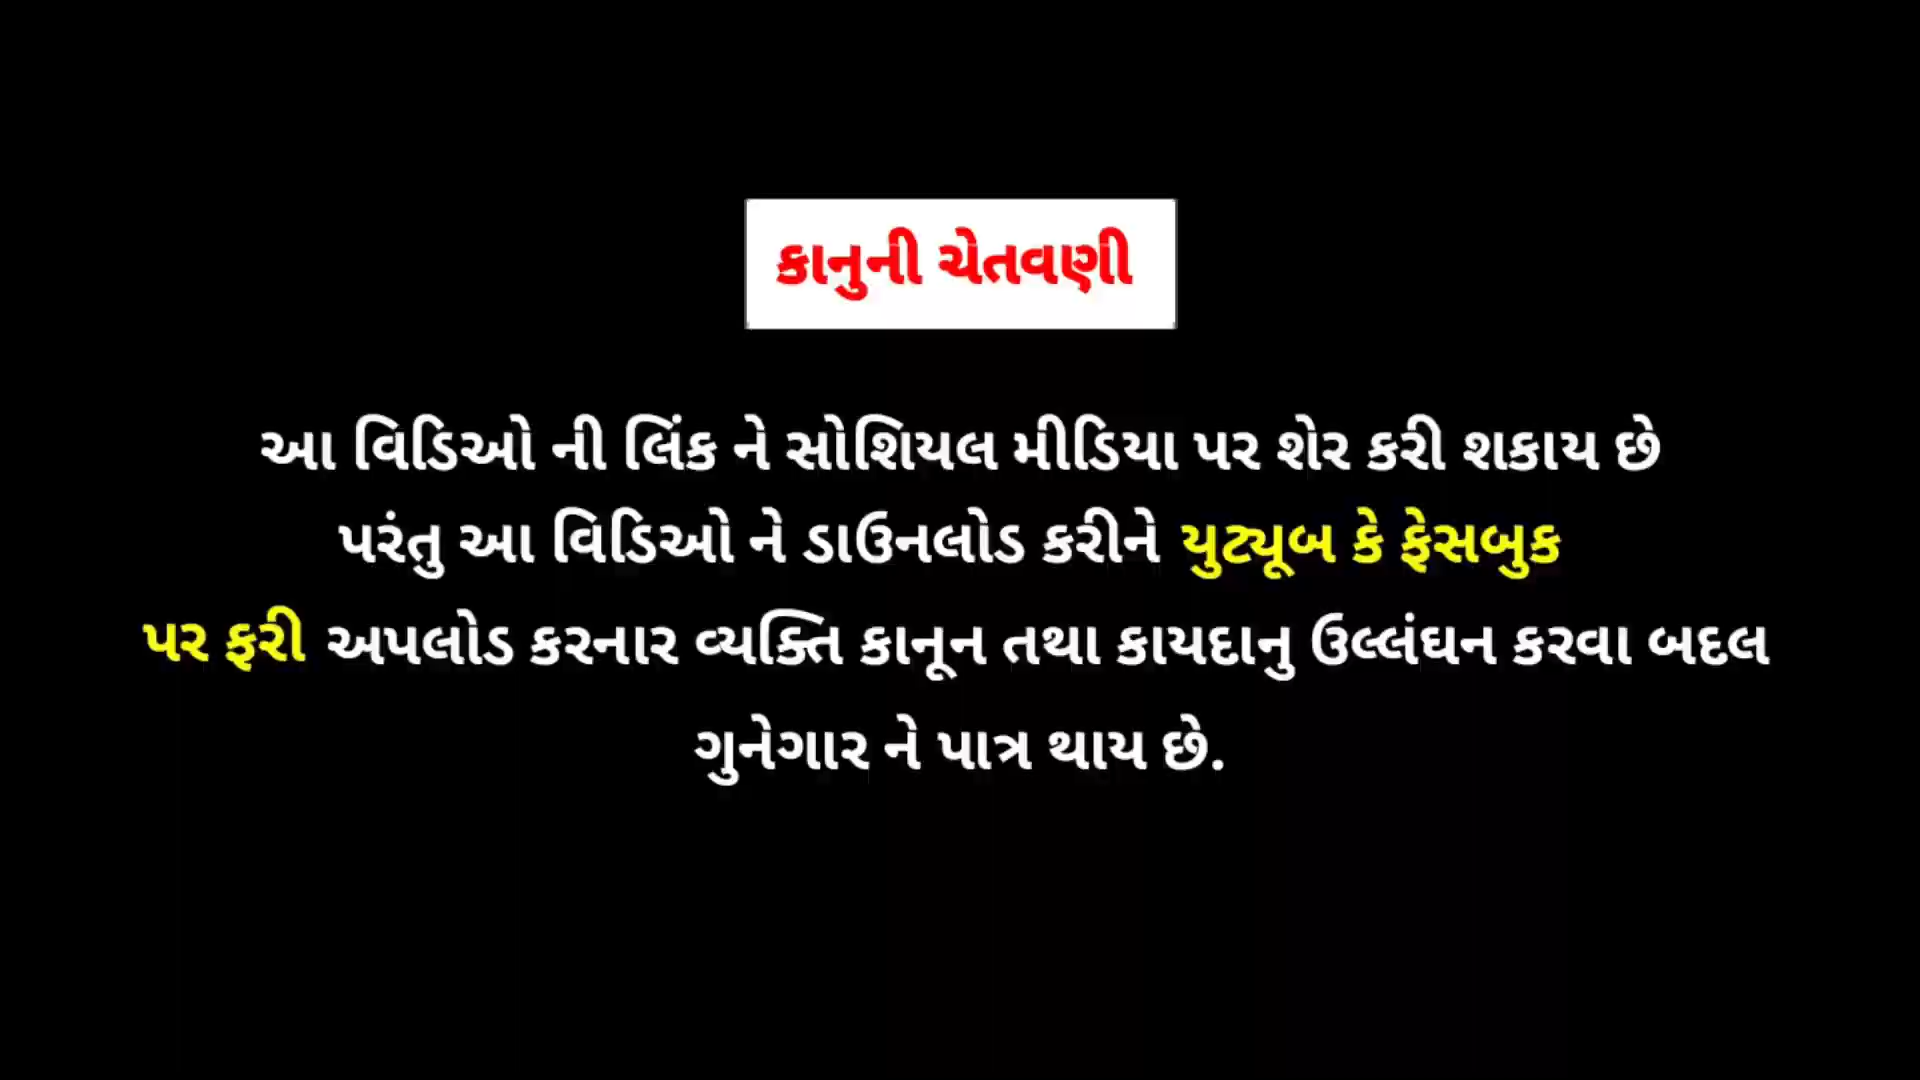 કાનુની ચેતવણી
આ વિડિઓ ની લિંક ને સોશિયલ મીડિયા પર શેર કરી શકાય છે
પરંતુ આ વિડિઓ ને ડાઉનલોડ કરીને યુટ્યૂબ કે ફેસબુક
પર ફરી અપલોડ કરનાર વ્યક્તિ કાનૂન તથા કાયદાનુ ઉલ્લંઘન કરવા બદલ
ગુનેગાર ને પાત્ર થાય છે.